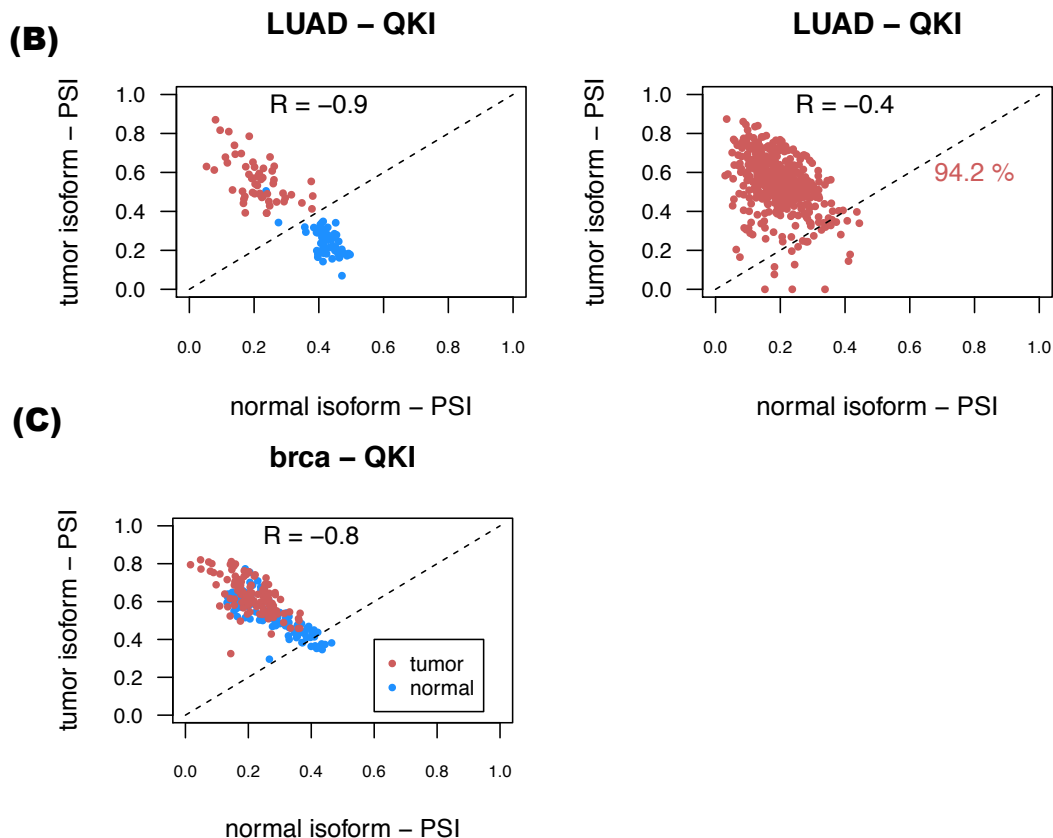 (B)
LUAD – QKI
tumor isoform – PSI
1.0
0.8
0.6
0.4
0.2
0.0
R = −0.9
0.0 0.2 0.4 0.6 0.8 1.0
normal isoform – PSI
LUAD – QKI
tumor isoform – PSI
1.0
0.8
0.6
0.4
0.2
0.0
R = −0.4
94.2 %
0.0 0.2 0.4 0.6 0.8 1.0
normal isoform – PSI
(C)
brca – QKI
tumor isoform – PSI
1.0
0.8
0.6
0.4
0.2
0.0
R = −0.8
tumor
normal
0.0 0.2 0.4 0.6 0.8 1.0
normal isoform – PSI